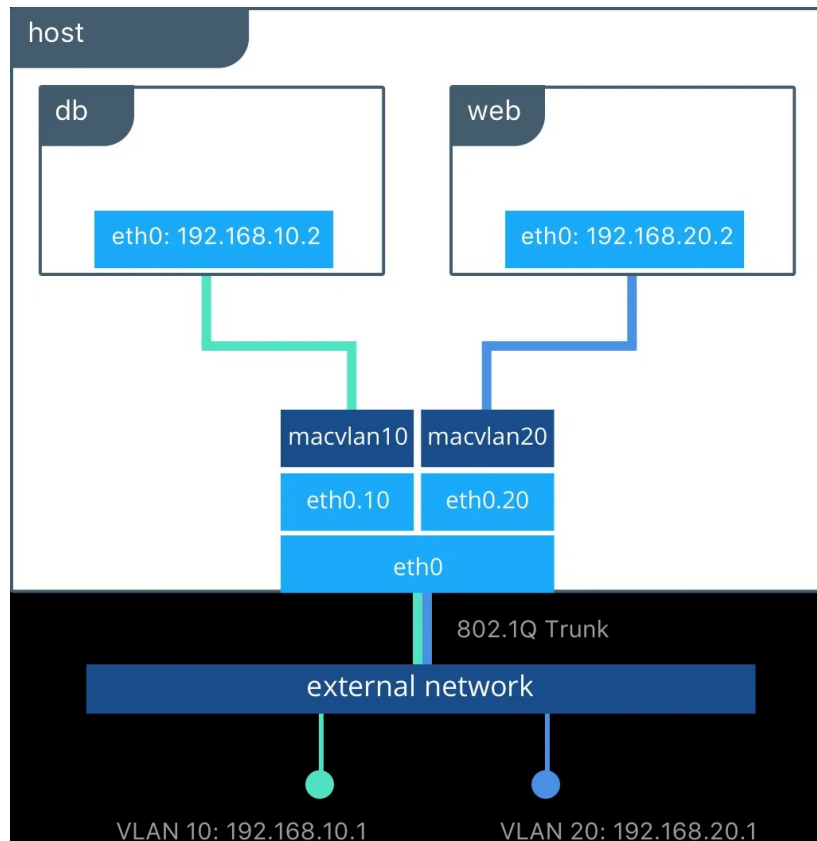 host
db
web
eth0: 192.168.10.2
eth0: 192.168.20.2
macvlan10
macvlan20
eth0.10
eth0.20
eth0
802.1Q Trunk
external network
VLAN 10: 192.168.10.1
VLAN 20: 192.168.20.1